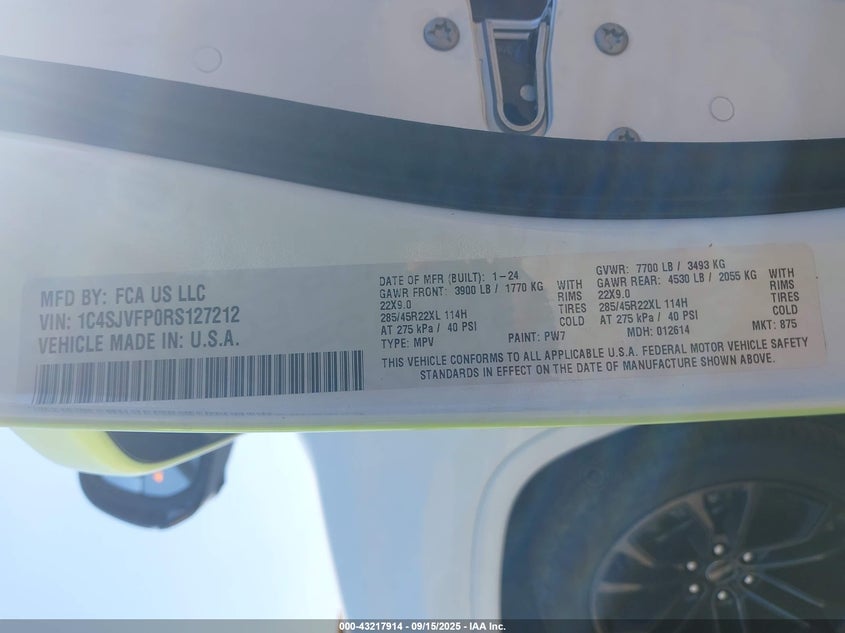 MFD BY: FCA US LLC
VIN: 1C4SJVFP0RS127212
VEHICLE MADE IN: U.S.A.
DATE OF MFR (BUILT): 1-24
GAWR FRONT: 3900 LB / 1770 KG WITH
22X9.0 RIMS
285/45R22XL 114H TIRES
AT 275 kPa / 40 PSI COLD
TYPE: MPV PAINT: PW7
GVWR: 7700 LB / 3493 KG
GAWR REAR: 4530 LB / 2055 KG WITH
22X9.0 RIMS
285/45R22XL 114H TIRES
AT 275 kPa / 40 PSI COLD
MDH: 012614 MKT: 875
THIS VEHICLE CONFORMS TO ALL APPLICABLE U.S.A. FEDERAL MOTOR VEHICLE SAFETY
STANDARDS IN EFFECT ON THE DATE OF MANUFACTURE SHOWN ABOVE.
000-43217914 - 09/15/2025 - IAA Inc.